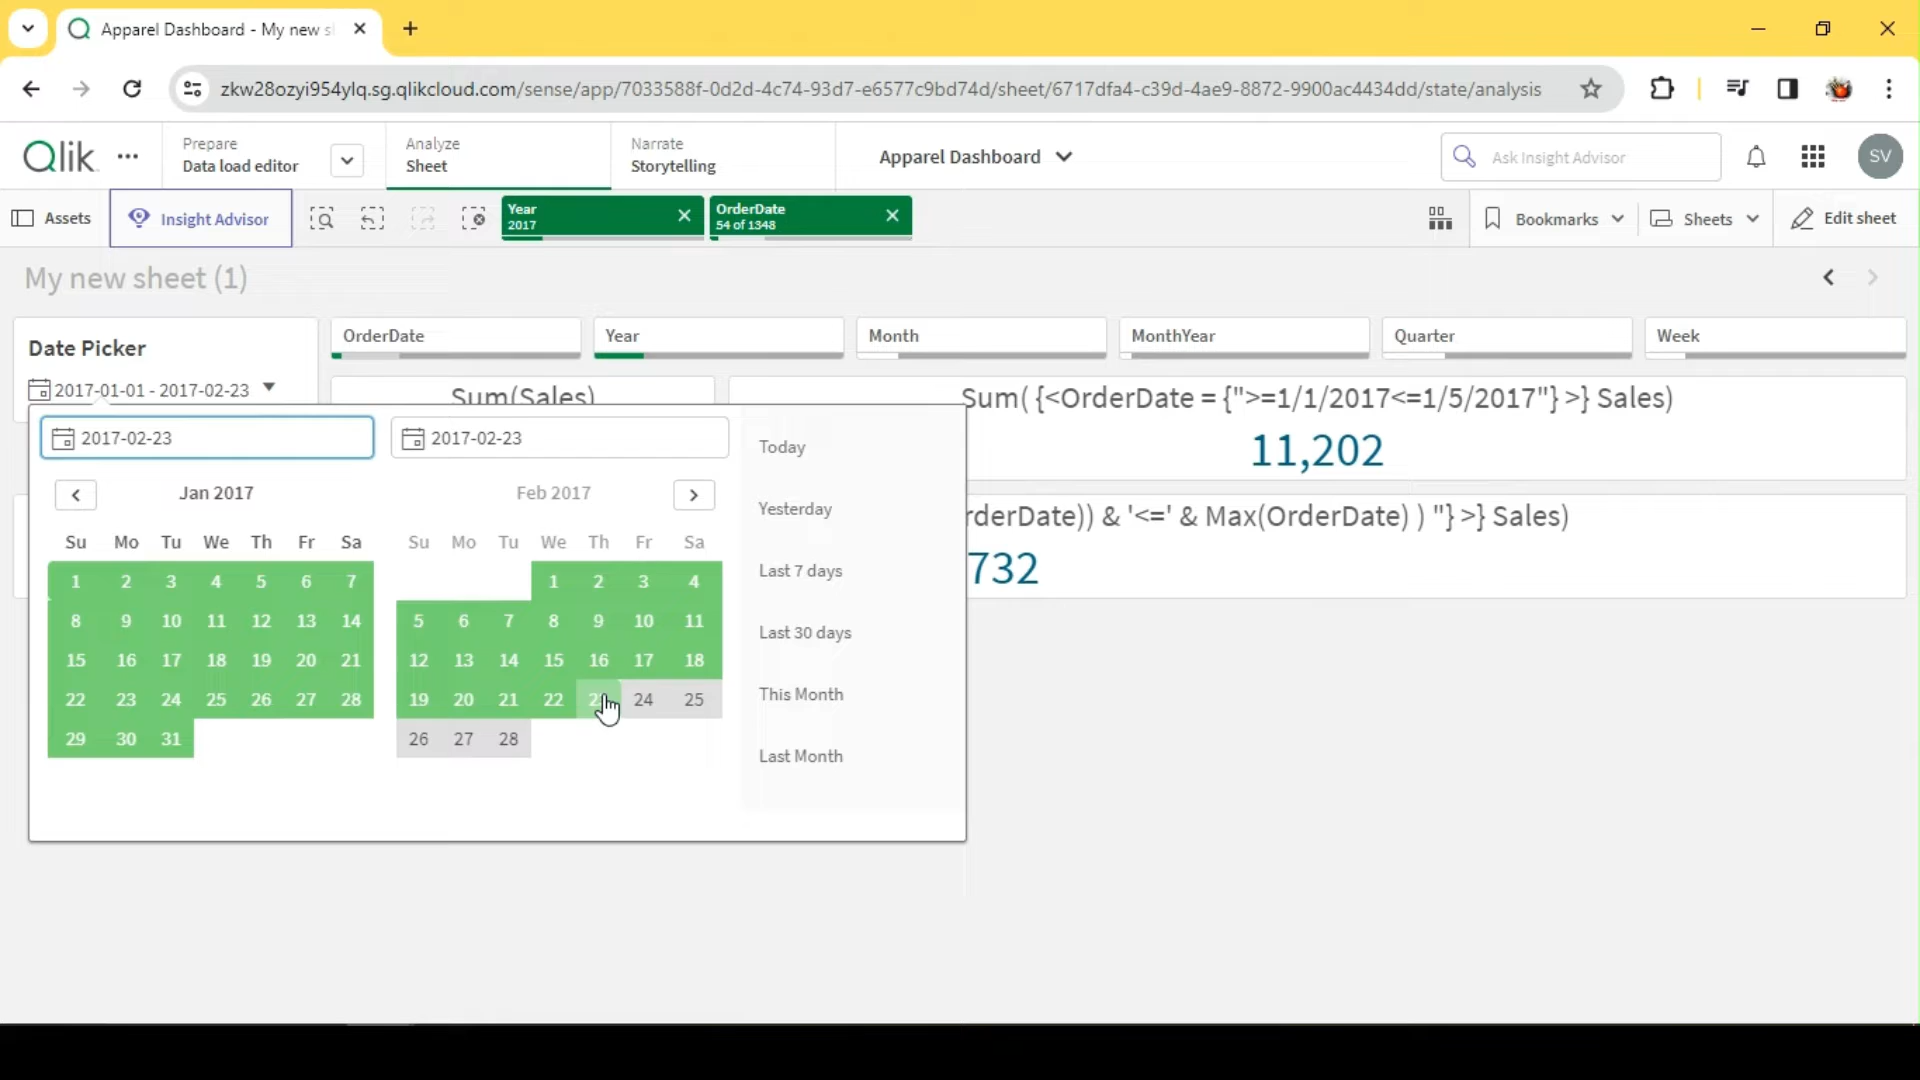 Apparel Dashboard - My new s
zkw28ozyi954ylq.sg.qlikcloud.com/sense/app/7033588f-0d2d-4c74-93d7-e6577c9bd74d/sheet/6717dfa4-c39d-4ae9-8872-9900ac4434dd/state/analysis
Qlik
Prepare
Data load editor
Analyze
Sheet
Narrate
Storytelling
Apparel Dashboard
Ask Insight Advisor
SV
Assets
Insight Advisor
Year
2017
OrderDate
54 of 1348
Bookmarks
Sheets
Edit sheet
My new sheet (1)
Date Picker
2017-01-01 - 2017-02-23
OrderDate
Year
Month
MonthYear
Quarter
Week
Sum(Sales)
Sum( {<OrderDate = {">=1/1/2017<=1/5/2017"} >} Sales)
11,202
rderDate)) & '<=' & Max(OrderDate) ) "} >} Sales)
732
2017-02-23
2017-02-23
Jan 2017
Feb 2017
Su Mo Tu We Th Fr Sa
Su Mo Tu We Th Fr Sa
1 2 3 4 5 6 7
1 2 3 4
8 9 10 11 12 13 14
5 6 7 8 9 10 11
15 16 17 18 19 20 21
12 13 14 15 16 17 18
22 23 24 25 26 27 28
19 20 21 22 24 25
29 30 31
26 27 28
Today
Yesterday
Last 7 days
Last 30 days
This Month
Last Month